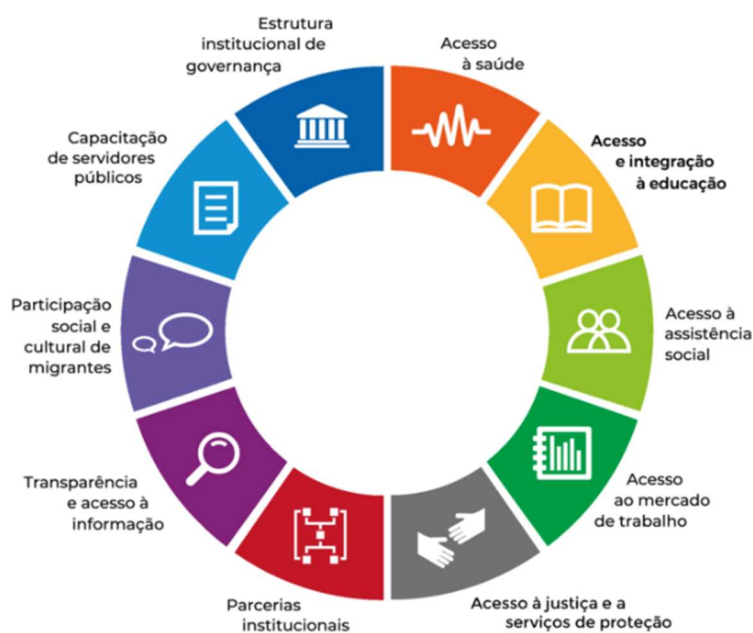 Estrutura
institucional de
governança
Acesso
à saúde
Acesso
e integração
à educação
Acesso à
assistência
social
Acesso
ao mercado
de trabalho
Acesso à justiça e a
serviços de proteção
Parcerias
institucionais
Transparência
e acesso à
informação
Participação
social e
cultural de
migrantes
Capacitação
de servidores
públicos